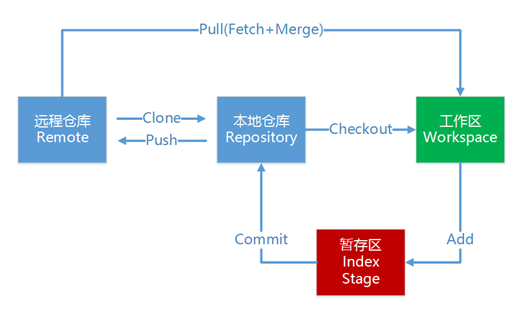 Pull(Fetch+Merge)
远程仓库
Remote
Clone
Push
本地仓库
Repository
Checkout
工作区
Workspace
Commit
暂存区
Index
Stage
Add